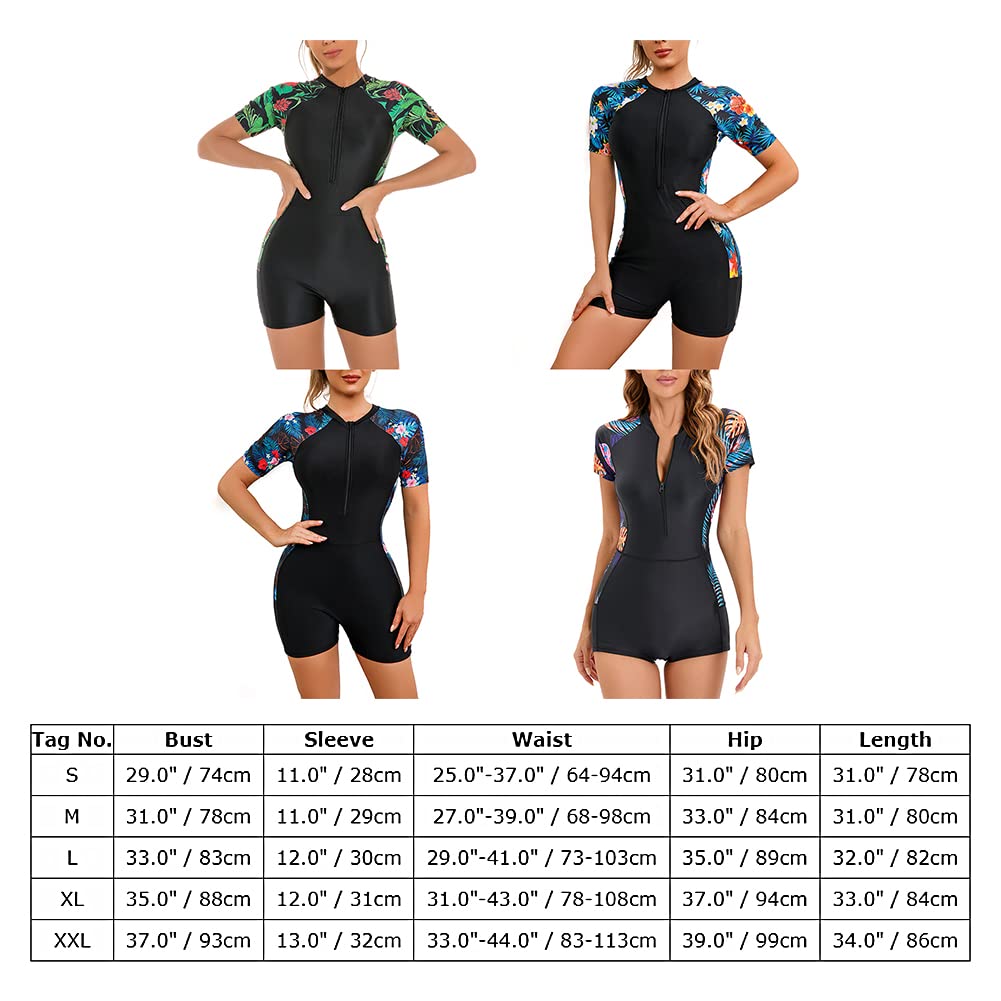 Tag No. Bust Sleeve Waist Hip Length
S 29.0" / 74cm 11.0" / 28cm 25.0"-37.0" / 64-94cm 31.0" / 80cm 31.0" / 78cm
M 31.0" / 78cm 11.0" / 29cm 27.0"-39.0" / 68-98cm 33.0" / 84cm 31.0" / 80cm
L 33.0" / 83cm 12.0" / 30cm 29.0"-41.0" / 73-103cm 35.0" / 89cm 32.0" / 82cm
XL 35.0" / 88cm 12.0" / 31cm 31.0"-43.0" / 78-108cm 37.0" / 94cm 33.0" / 84cm
XXL 37.0" / 93cm 13.0" / 32cm 33.0"-44.0" / 83-113cm 39.0" / 99cm 34.0" / 86cm